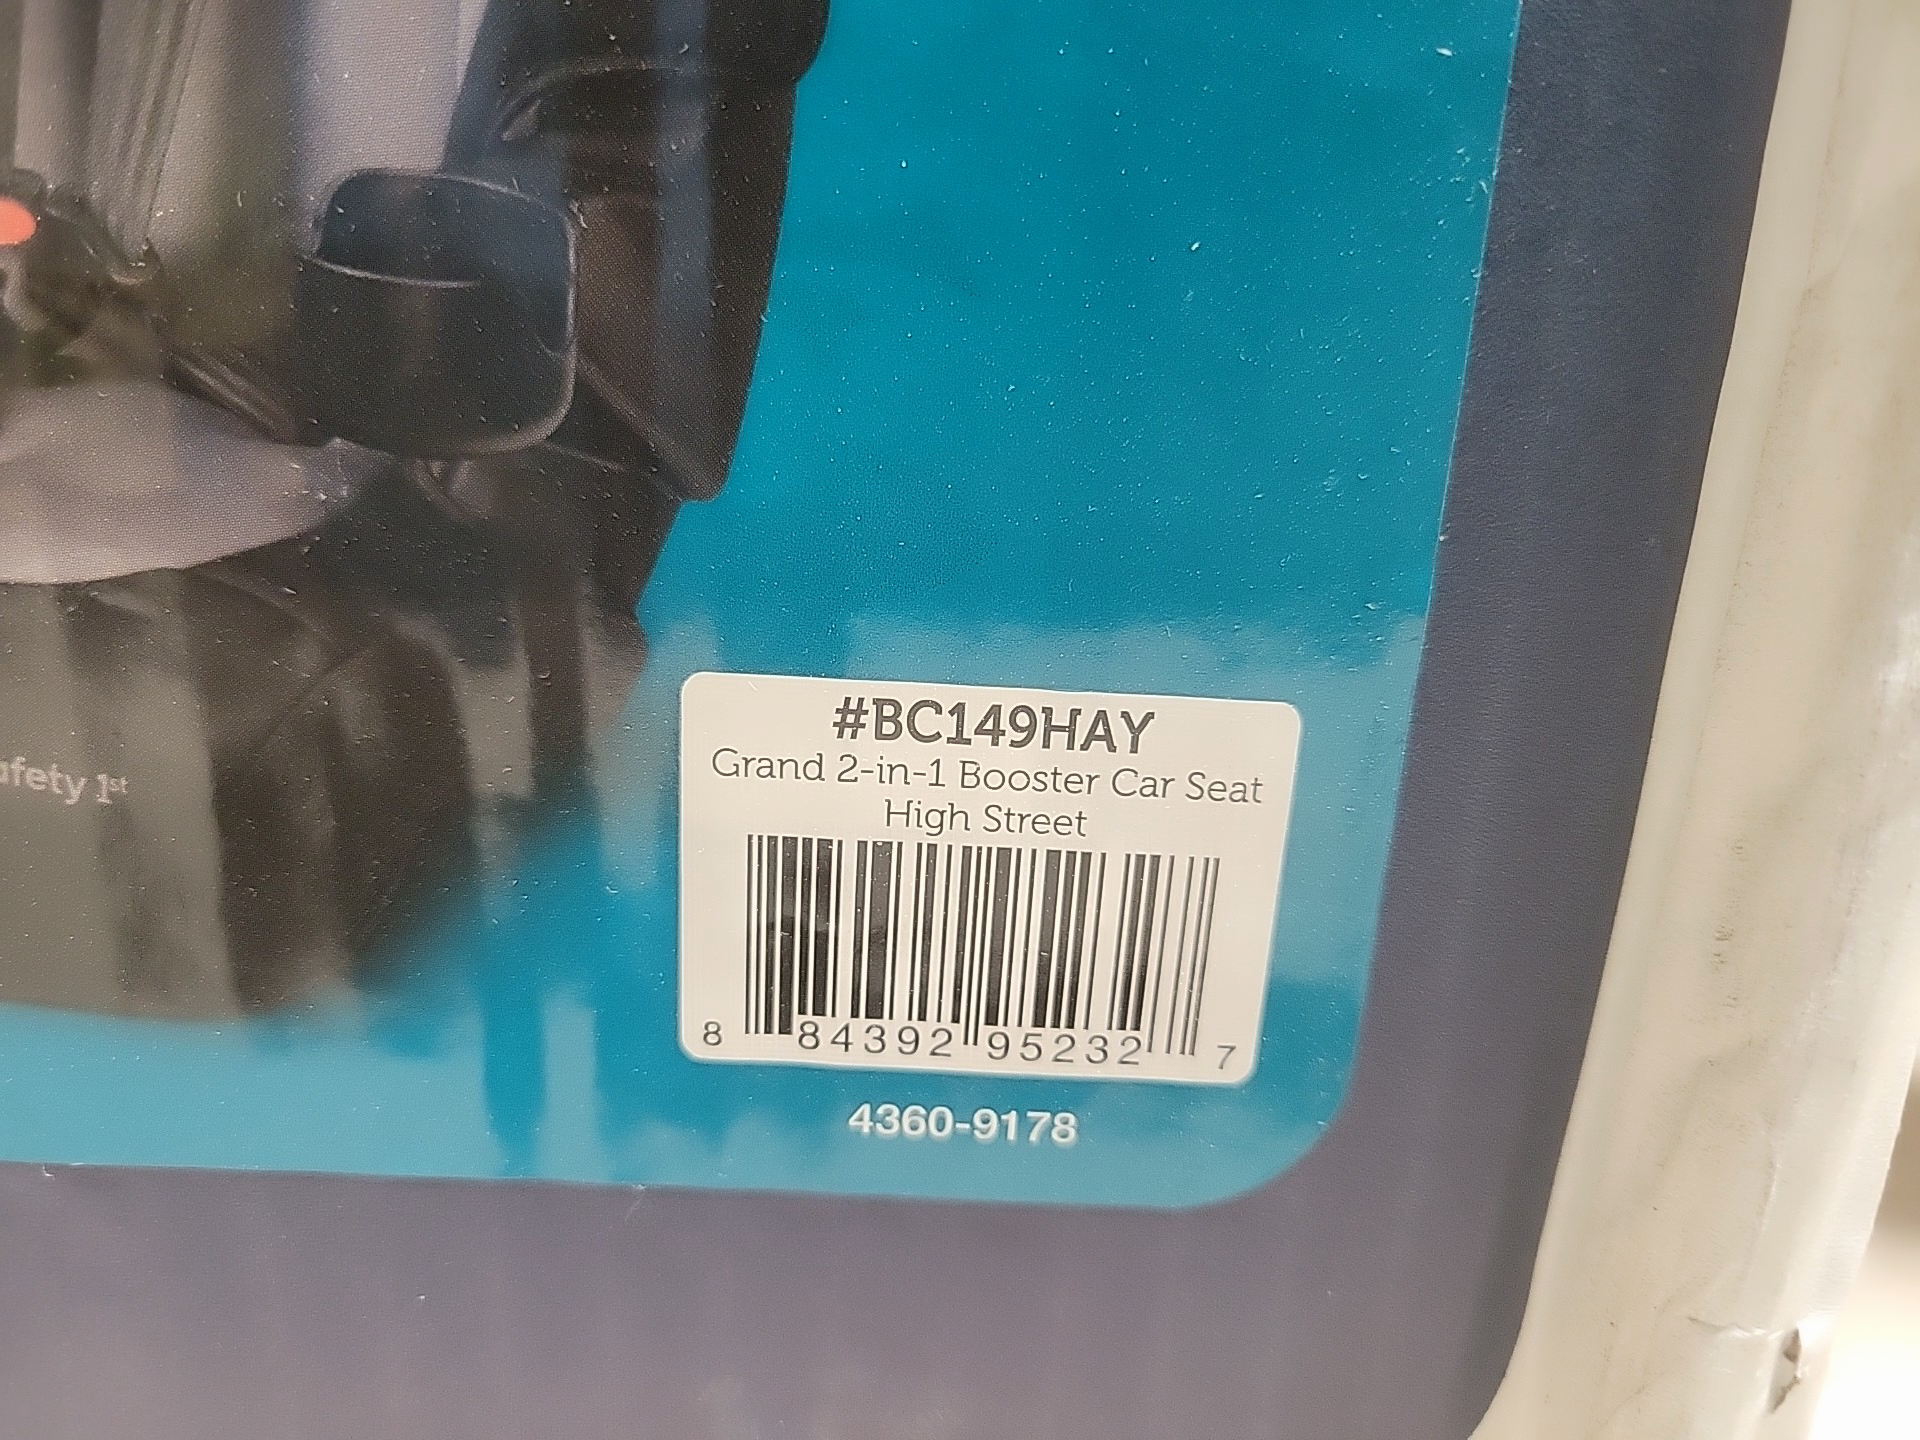 afety 1st
#BC149HAY
Grand 2-in-1 Booster Car Seat
High Street
8 84392 95232 7
4360-9178